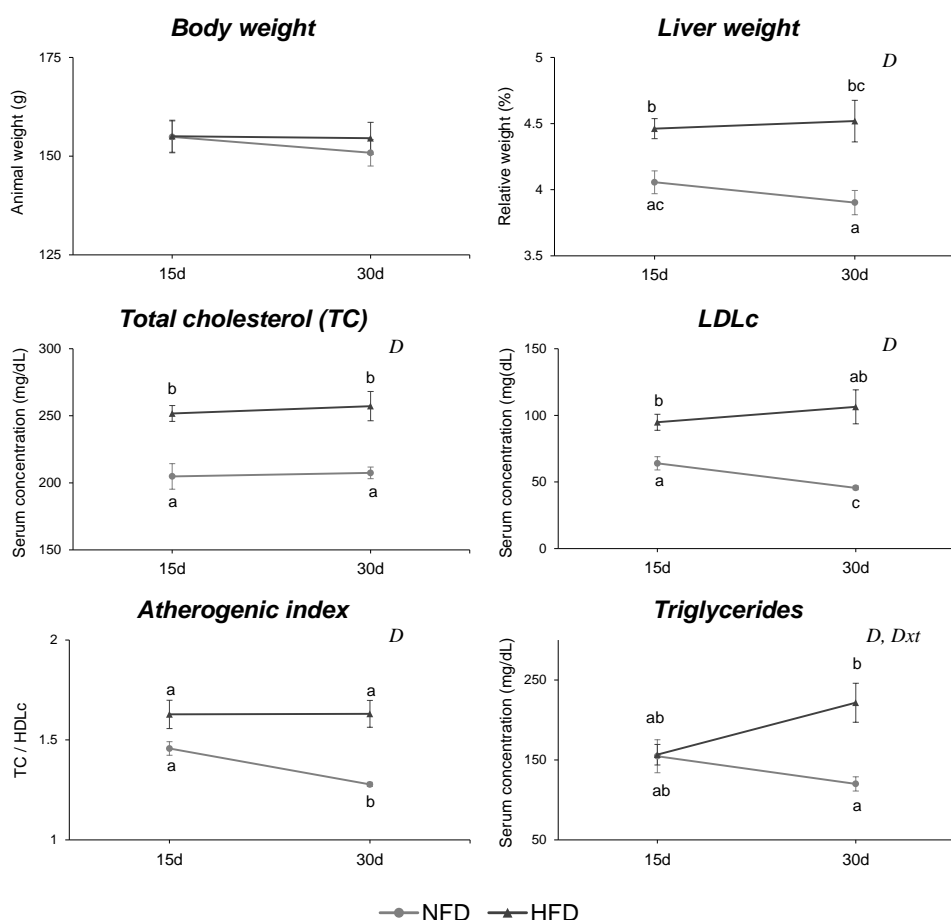 Body weight
175
150
125
Animal weight (g)
15d
30d
Liver weight
D
5
4.5
4
3.5
Relative weight (%)
b
bc
ac
a
15d
30d
Total cholesterol (TC)
D
300
250
200
150
Serum concentration (mg/dL)
b
b
a
a
15d
30d
LDLc
D
150
100
50
0
Serum concentration (mg(dL)
b
ab
a
c
15d
30d
Atherogenic index
D
2
1.5
1
TC / HDLc
a
a
a
b
15d
30d
Triglycerides
D, Dxt
250
150
50
Serum concentration (mg/dL)
ab
b
ab
a
15d
30d
NFD HFD